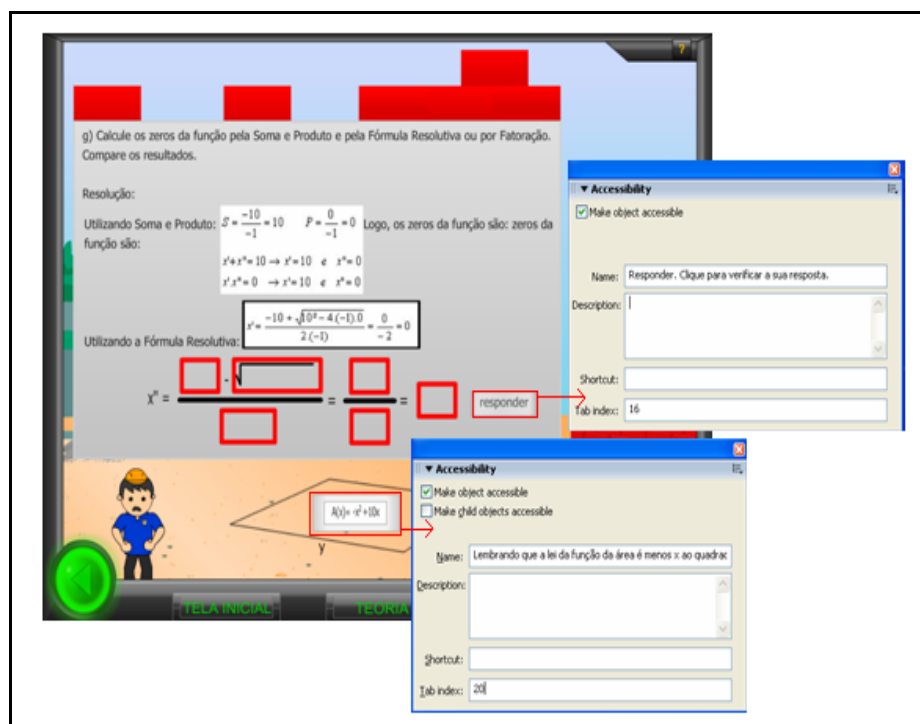 ?
g) Calcule os zeros da função pela Soma e Produto e pela Fórmula Resolutiva ou por Fatoração.
Compare os resultados.
Resolução:
Utilizando Soma e Produto: S = -10/-1 = 10 P = 0/-1 = 0 Logo, os zeros da função são: zeros da
função são:
x'+x"=10 → x'=10 e x"=0
x'.x"=0 → x'=10 e x"=0
Utilizando a Fórmula Resolutiva: x' = (-10 + √(10² - 4.(-1).0))/(2.(-1)) = 0/-2 = 0
x" = - √ = =
responder
A(x)= -x²+10x
y
TELA INICIAL
TEORIA
Accessibility
Make object accessible
Name: Responder. Clique para verificar a sua resposta.
Description:
Shortcut:
Tab index: 16
Accessibility
Make object accessible
Make child objects accessible
Name: Lembrando que a lei da função da área é menos x ao quadrac
Description:
Shortcut:
Tab index: 20